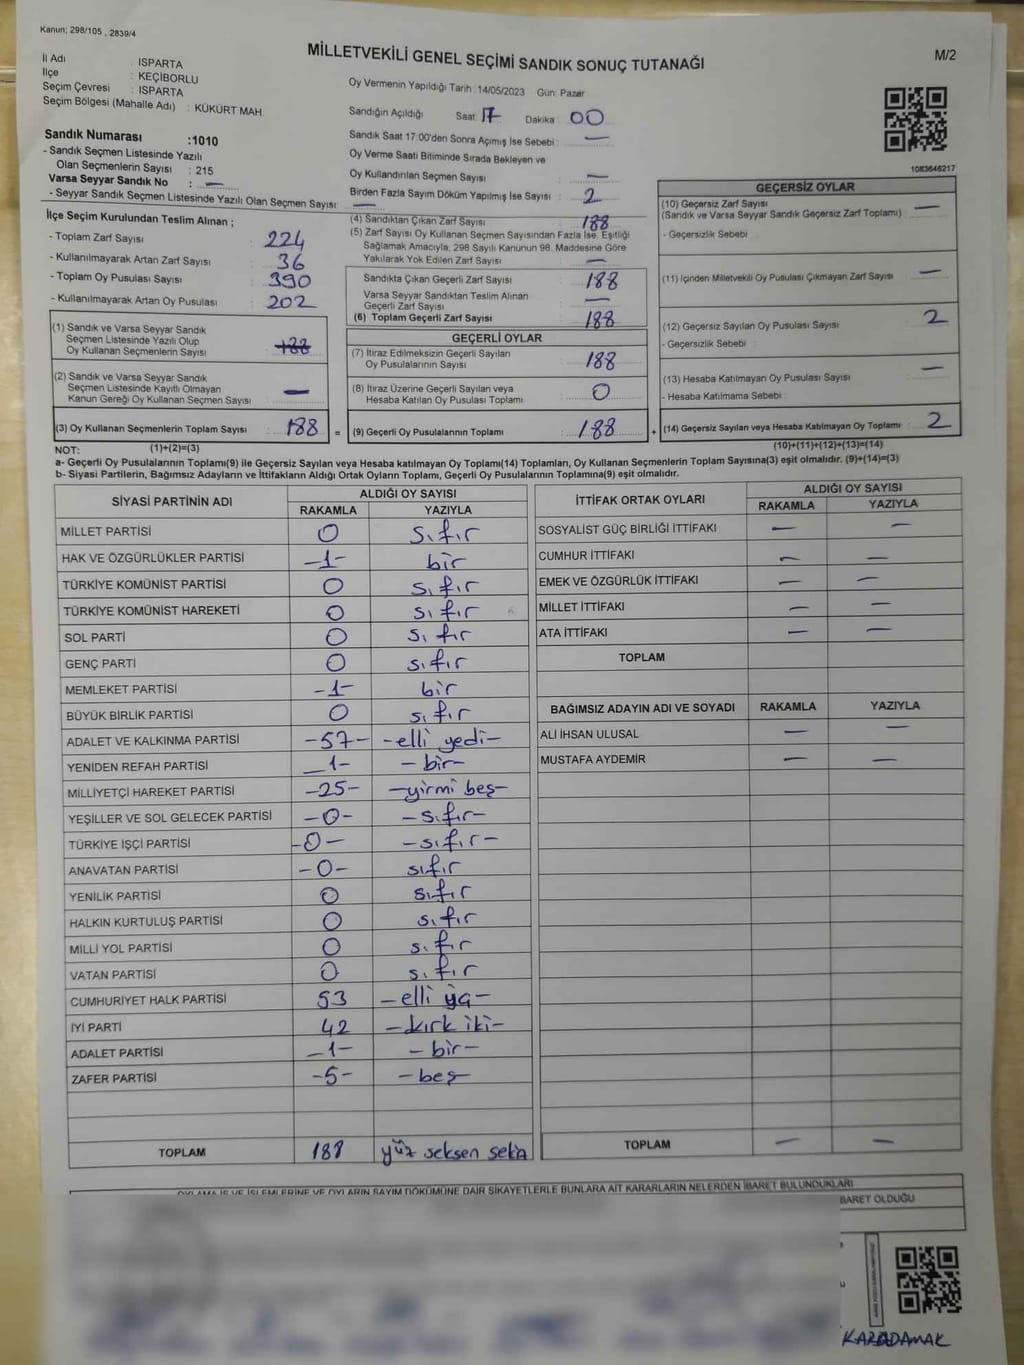 Kanun; 298/105 , 2839/4
MİLLETVEKİLİ GENEL SEÇİMİ SANDIK SONUÇ TUTANAĞI
M/2
İl Adı : ISPARTA
İlçe : KEÇİBORLU
Seçim Çevresi : ISPARTA
Seçim Bölgesi (Mahalle Adı) : KÜKÜRT MAH.
Oy Vermenin Yapıldığı Tarih :14/05/2023 Gün: Pazar
Sandığın Açıldığı Saat: 17 Dakika : 00
Sandık Saat 17:00'den Sonra Açımış İse Sebebi : —
Oy Verme Saati Bitiminde Sırada Bekleyen ve
Oy Kullandırılan Seçmen Sayısı : —
Birden Fazla Sayım Döküm Yapılmış İse Sayısı : 2
Sandık Numarası :1010
- Sandık Seçmen Listesinde Yazılı
Olan Seçmenlerin Sayısı : 215
Varsa Seyyar Sandık No : —
- Seyyar Sandık Seçmen Listesinde Yazılı Olan Seçmen Sayısı: —
1083646217
İlçe Seçim Kurulundan Teslim Alınan ;
- Toplam Zarf Sayısı : 224
- Kullanılmayarak Artan Zarf Sayısı : 36
- Toplam Oy Pusulası Sayısı : 390
- Kullanılmayarak Artan Oy Pusulası : 202
(1) Sandık ve Varsa Seyyar Sandık
Seçmen Listesinde Yazılı Olup
Oy Kullanan Seçmenlerin Sayısı : 188
(2) Sandık ve Varsa Seyyar Sandık
Seçmen Listesinde Kayıtlı Olmayan
Kanun Gereği Oy Kullanan Seçmen Sayısı : —
(3) Oy Kullanan Seçmenlerin Toplam Sayısı : 188 =
(1)+(2)=(3)
(4) Sandıktan Çıkan Zarf Sayısı : 188
(5) Zarf Sayısı Oy Kullanan Seçmen Sayısından Fazla İse, Eşitliği
Sağlamak Amacıyla, 298 Sayılı Kanunun 98. Maddesine Göre
Yakılarak Yok Edilen Zarf Sayısı : —
Sandıkta Çıkan Geçerli Zarf Sayısı : 188
Varsa Seyyar Sandıktan Teslim Alınan
Geçerli Zarf Sayısı : —
(6) Toplam Geçerli Zarf Sayısı : 188
GEÇERLİ OYLAR
(7) İtiraz Edilmeksizin Geçerli Sayılan
Oy Pusulalarının Sayısı : 188
(8) İtiraz Üzerine Geçerli Sayılan veya
Hesaba Katılan Oy Pusulası Toplamı : 0
(9) Geçerli Oy Pusulalarının Toplamı : 188 +
GEÇERSİZ OYLAR
(10) Geçersiz Zarf Sayısı : —
(Sandık ve Varsa Seyyar Sandık Geçersiz Zarf Toplamı)
- Geçersizlik Sebebi :
(11) İçinden Milletvekili Oy Pusulası Çıkmayan Zarf Sayısı : —
(12) Geçersiz Sayılan Oy Pusulası Sayısı : 2
- Geçersizlik Sebebi :
(13) Hesaba Katılmayan Oy Pusulası Sayısı : —
- Hesaba Katılmama Sebebi :
(14) Geçersiz Sayılan veya Hesaba Katılmayan Oy Toplamı : 2
(10)+(11)+(12)+(13)=(14)
NOT:
a- Geçerli Oy Pusulalarının Toplamı(9) ile Geçersiz Sayılan veya Hesaba katılmayan Oy Toplamı(14) Toplamları, Oy Kullanan Seçmenlerin Toplam Sayısına(3) eşit olmalıdır. (9)+(14)=(3)
b- Siyasi Partilerin, Bağımsız Adayların ve İttifakların Aldığı Ortak Oyların Toplamı, Geçerli Oy Pusulalarının Toplamına(9) eşit olmalıdır.
SİYASİ PARTİNİN ADI ALDIĞI OY SAYISI
RAKAMLA YAZIYLA
MİLLET PARTİSİ 0 sıfır
HAK VE ÖZGÜRLÜKLER PARTİSİ -1- bir
TÜRKİYE KOMÜNİST PARTİSİ 0 sıfır
TÜRKİYE KOMÜNİST HAREKETİ 0 sıfır
SOL PARTİ 0 sıfır
GENÇ PARTİ 0 sıfır
MEMLEKET PARTİSİ -1- bir
BÜYÜK BİRLİK PARTİSİ 0 sıfır
ADALET VE KALKINMA PARTİSİ -57- -elli yedi-
YENİDEN REFAH PARTİSİ -1- -bir-
MİLLİYETÇİ HAREKET PARTİSİ -25- -yirmi beş-
YEŞİLLER VE SOL GELECEK PARTİSİ -0- -sıfır-
TÜRKİYE İŞÇİ PARTİSİ -0- -sıfır-
ANAVATAN PARTİSİ -0- sıfır
YENİLİK PARTİSİ 0 sıfır
HALKIN KURTULUŞ PARTİSİ 0 sıfır
MİLLİ YOL PARTİSİ 0 sıfır
VATAN PARTİSİ 0 sıfır
CUMHURİYET HALK PARTİSİ 53 -elli üç-
İYİ PARTİ 42 -kırk iki-
ADALET PARTİSİ -1- -bir-
ZAFER PARTİSİ -5- -beş-
TOPLAM 188 yüz seksen sekiz
İTTİFAK ORTAK OYLARI ALDIĞI OY SAYISI
RAKAMLA YAZIYLA
SOSYALİST GÜÇ BİRLİĞİ İTTİFAKI — —
CUMHUR İTTİFAKI — —
EMEK VE ÖZGÜRLÜK İTTİFAKI — —
MİLLET İTTİFAKI — —
ATA İTTİFAKI — —
TOPLAM
BAĞIMSIZ ADAYIN ADI VE SOYADI RAKAMLA YAZIYLA
ALİ İHSAN ULUSAL — —
MUSTAFA AYDEMİR — —
TOPLAM — —
OYLAMA İŞ VE İŞLEMLERİNE VE OYLARIN SAYIM DÖKÜMÜNE DAİR ŞİKAYETLERLE BUNLARA AİT KARARLARIN NELERDEN İBARET BULUNDUKLARI
BARET OLDUĞU
KARADAMAK